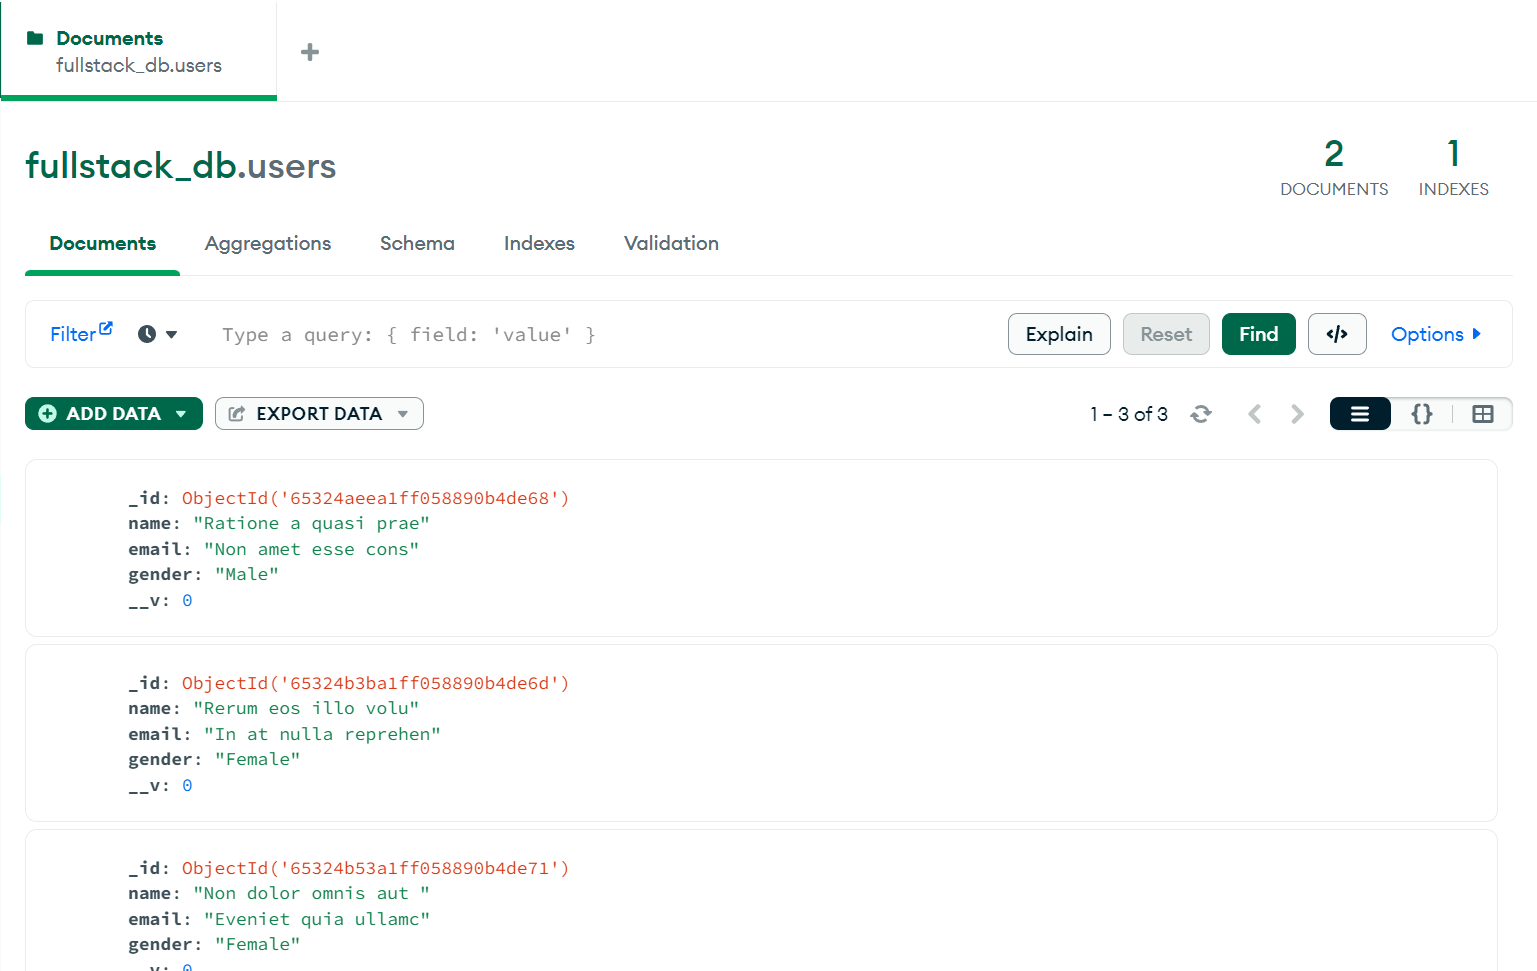 Documents
fullstack_db.users
fullstack_db.users
2
DOCUMENTS
1
INDEXES
Documents Aggregations Schema Indexes Validation
Filter Type a query: { field: 'value' } Explain Reset Find </> Options
ADD DATA EXPORT DATA 1 – 3 of 3 {}
_id: ObjectId('65324aeea1ff058890b4de68')
name: "Ratione a quasi prae"
email: "Non amet esse cons"
gender: "Male"
__v: 0
_id: ObjectId('65324b3ba1ff058890b4de6d')
name: "Rerum eos illo volu"
email: "In at nulla reprehen"
gender: "Female"
__v: 0
_id: ObjectId('65324b53a1ff058890b4de71')
name: "Non dolor omnis aut "
email: "Eveniet quia ullamc"
gender: "Female"
__v: 0